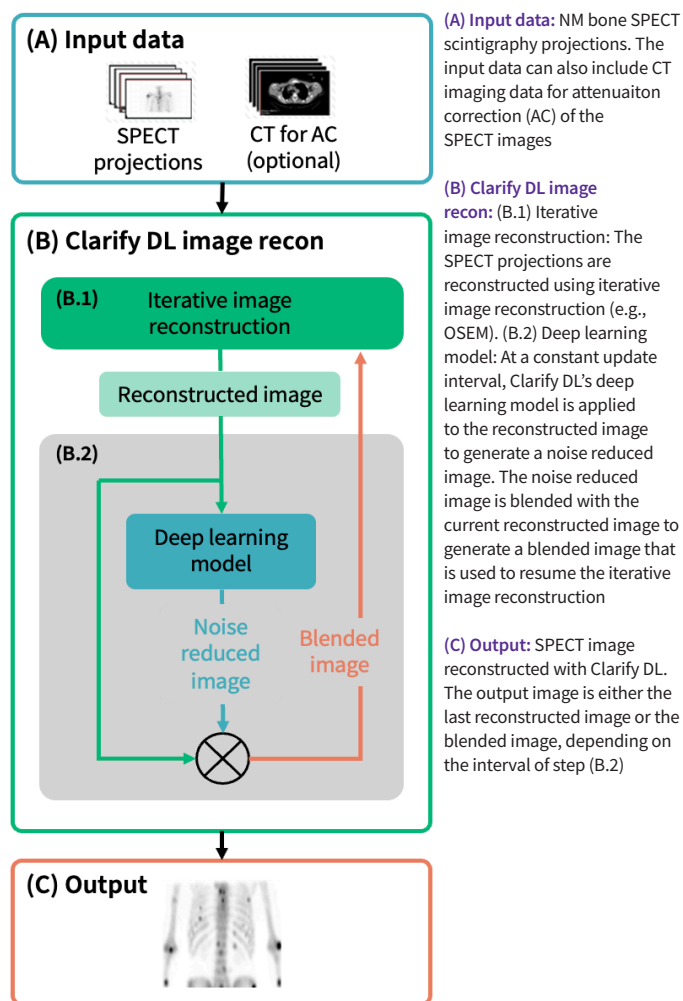 (A) Input data
SPECT
projections
CT for AC
(optional)
(B) Clarify DL image recon
(B.1)
Iterative image
reconstruction
Reconstructed image
(B.2)
Deep learning
model
Noise
reduced
image
Blended
image
(C) Output
(A) Input data: NM bone SPECT
scintigraphy projections. The
input data can also include CT
imaging data for attenuaiton
correction (AC) of the
SPECT images
(B) Clarify DL image
recon: (B.1) Iterative
image reconstruction: The
SPECT projections are
reconstructed using iterative
image reconstruction (e.g.,
OSEM). (B.2) Deep learning
model: At a constant update
interval, Clarify DL’s deep
learning model is applied
to the reconstructed image
to generate a noise reduced
image. The noise reduced
image is blended with the
current reconstructed image to
generate a blended image that
is used to resume the iterative
image reconstruction
(C) Output: SPECT image
reconstructed with Clarify DL.
The output image is either the
last reconstructed image or the
blended image, depending on
the interval of step (B.2)